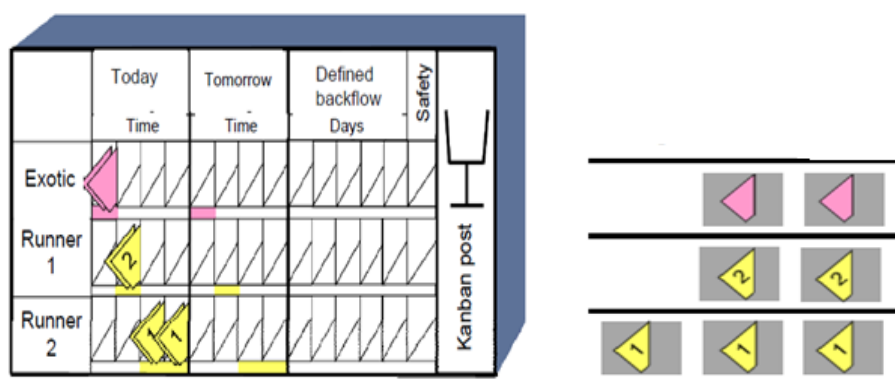 Today
Tomorrow
Defined
backflow
Safety
Time
Time
Days
Exotic
Runner
1
2
Runner
2
1
1
Kanban post
2
2
1
1
1